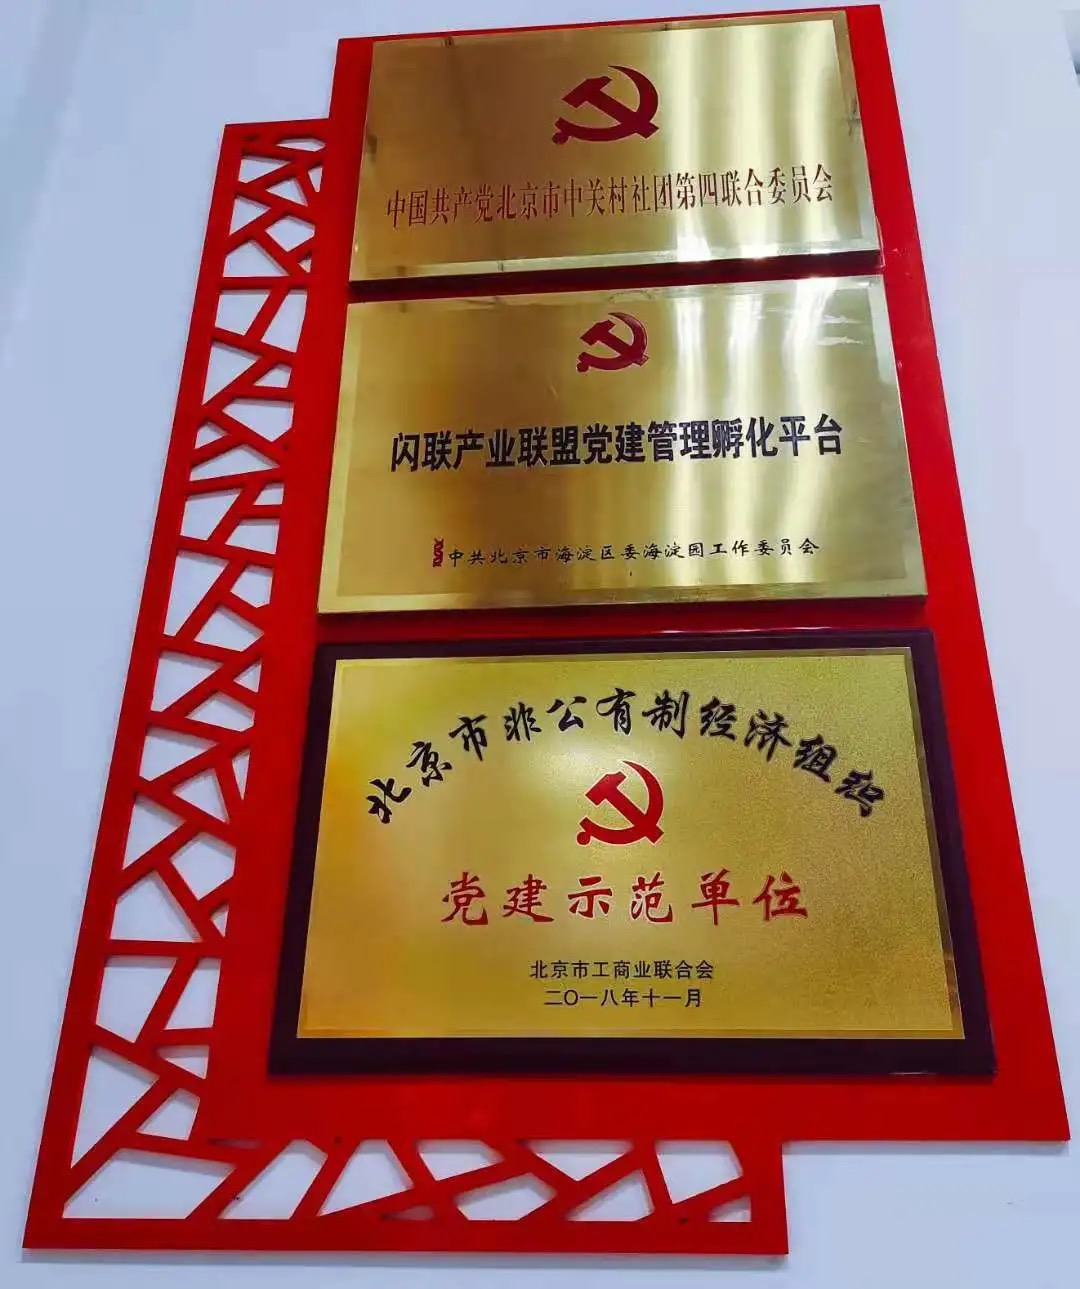 中国共产党北京市中关村社团第四联合委员会
闪联产业联盟党建管理孵化平台
中共北京市海淀区委海淀园工作委员会
北京市非公有制经济组织
党建示范单位
北京市工商业联合会
二〇一八年十一月